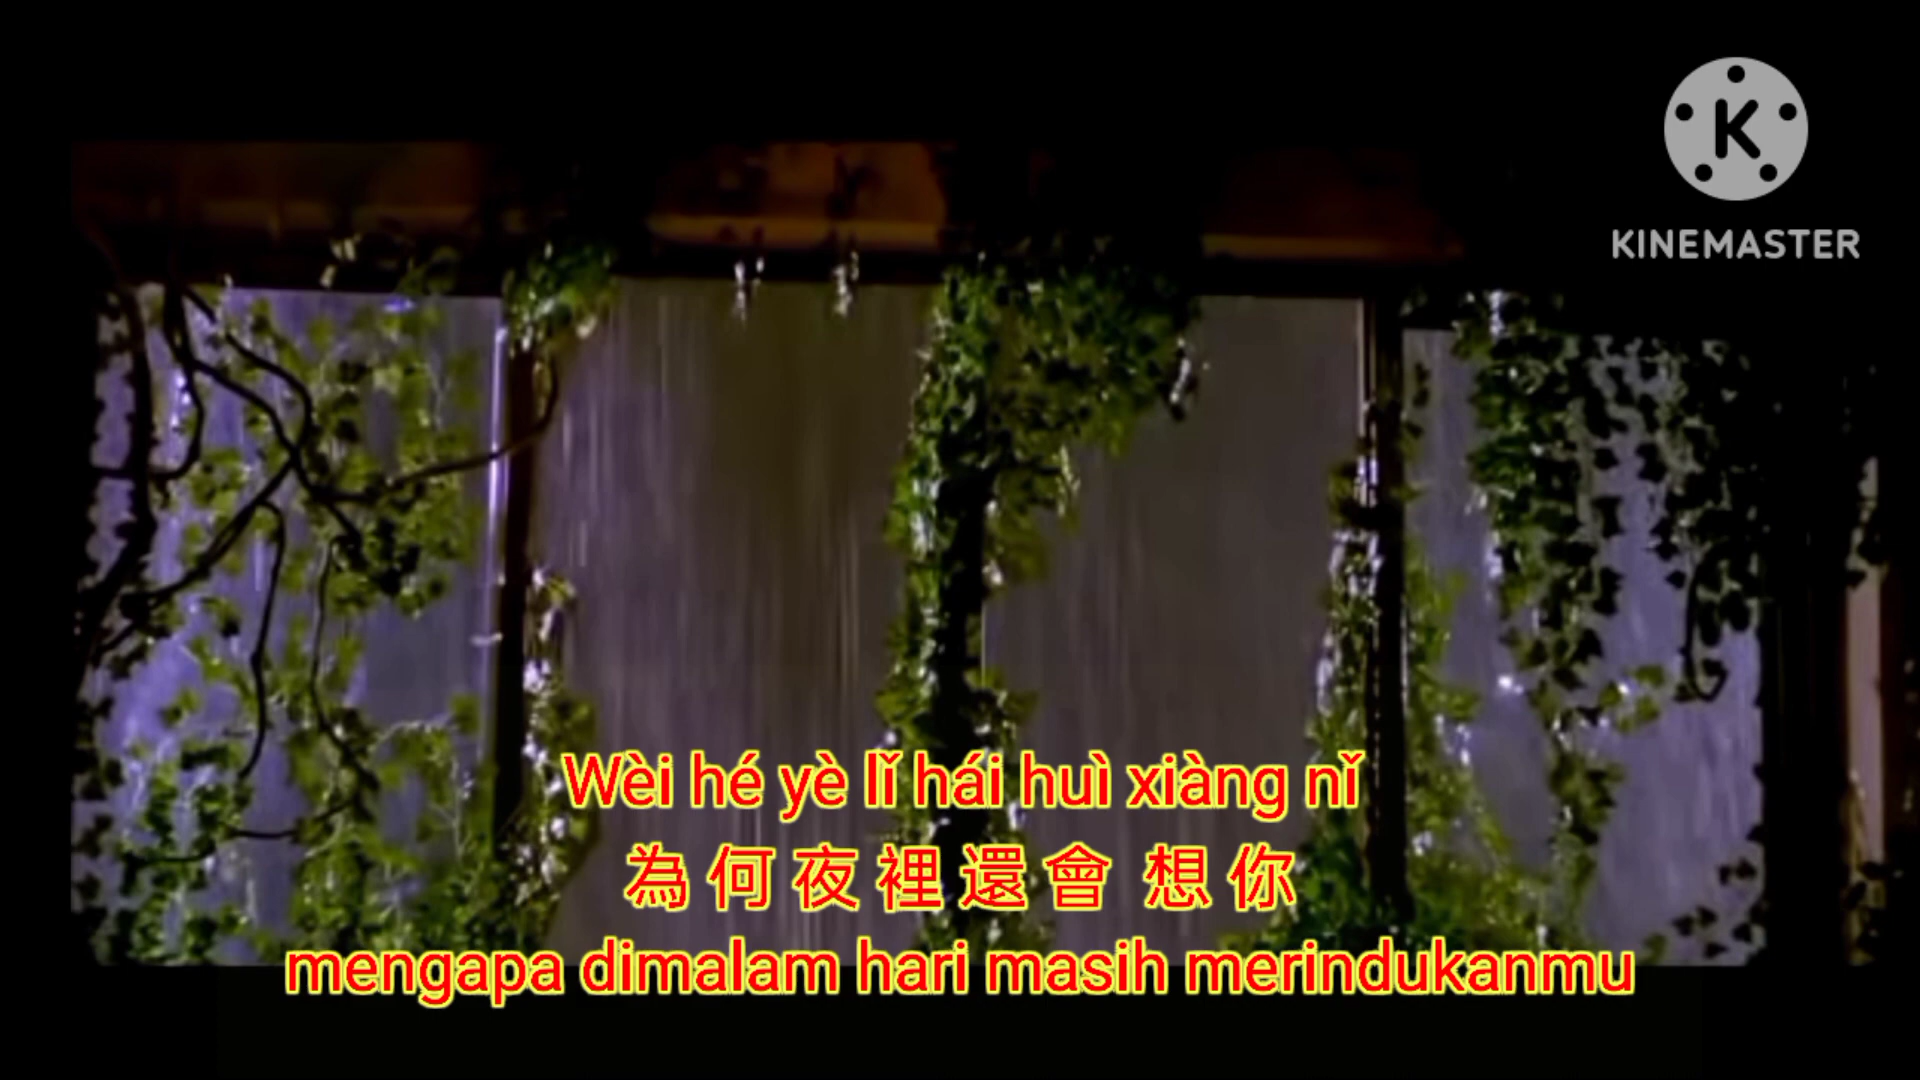 KINEMASTER
Wèi hé yè lǐ hái huì xiàng nǐ
為何夜裡還會 想你
mengapa dimalam hari masih merindukanmu